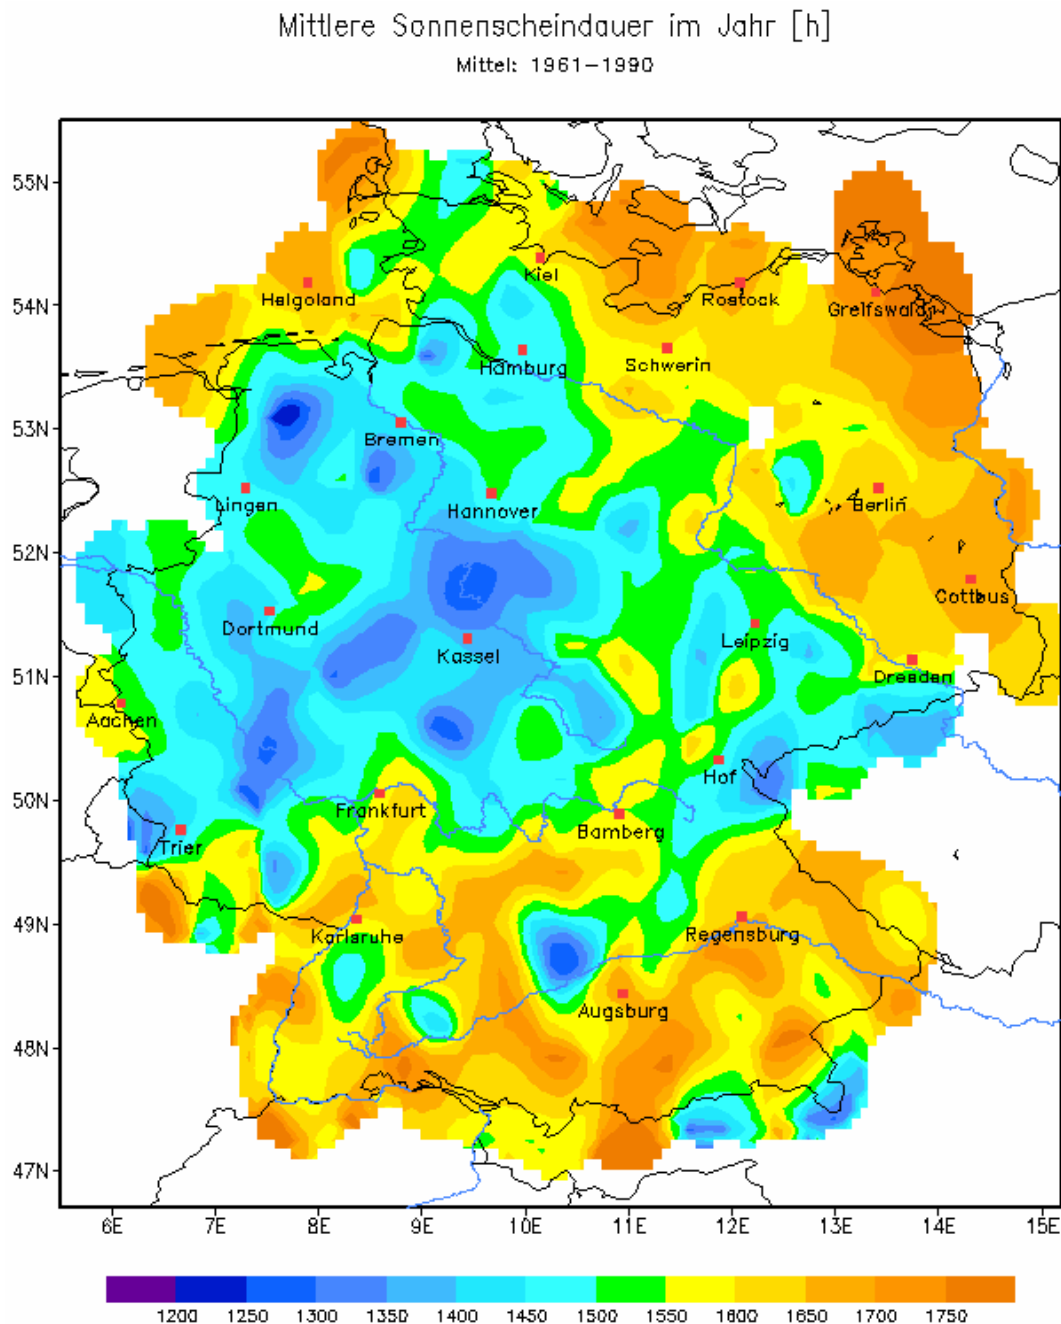 Mittlere Sonnenscheindauer im Jahr [h]
Mittel: 1961-1990
55N
54N
53N
52N
51N
50N
49N
48N
47N
Kiel
Helgoland
Rostock
Greifswald
Hamburg
Schwerin
Bremen
Lingen
Hannover
Berlin
Cottbus
Dortmund
Kassel
Leipzig
Dresden
Aachen
Hof
Frankfurt
Bamberg
Trier
Karlsruhe
Regensburg
Augsburg
6E 7E 8E 9E 10E 11E 12E 13E 14E 15E
1200 1250 1300 1350 1400 1450 1500 1550 1600 1650 1700 1750